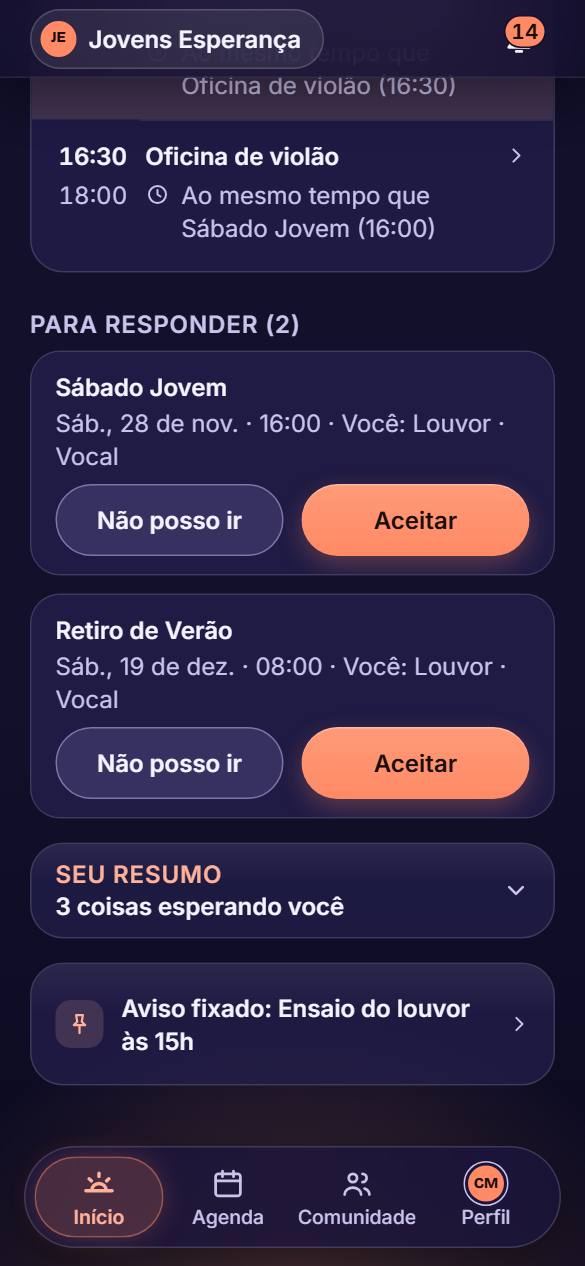 JE
Jovens Esperança
14
Ao mesmo tempo que
Oficina de violão (16:30)
16:30 Oficina de violão
18:00 Ao mesmo tempo que
Sábado Jovem (16:00)
PARA RESPONDER (2)
Sábado Jovem
Sáb., 28 de nov. · 16:00 · Você: Louvor ·
Vocal
Não posso ir Aceitar
Retiro de Verão
Sáb., 19 de dez. · 08:00 · Você: Louvor ·
Vocal
Não posso ir Aceitar
SEU RESUMO
3 coisas esperando você
Aviso fixado: Ensaio do louvor
às 15h
CM
Início Agenda Comunidade Perfil